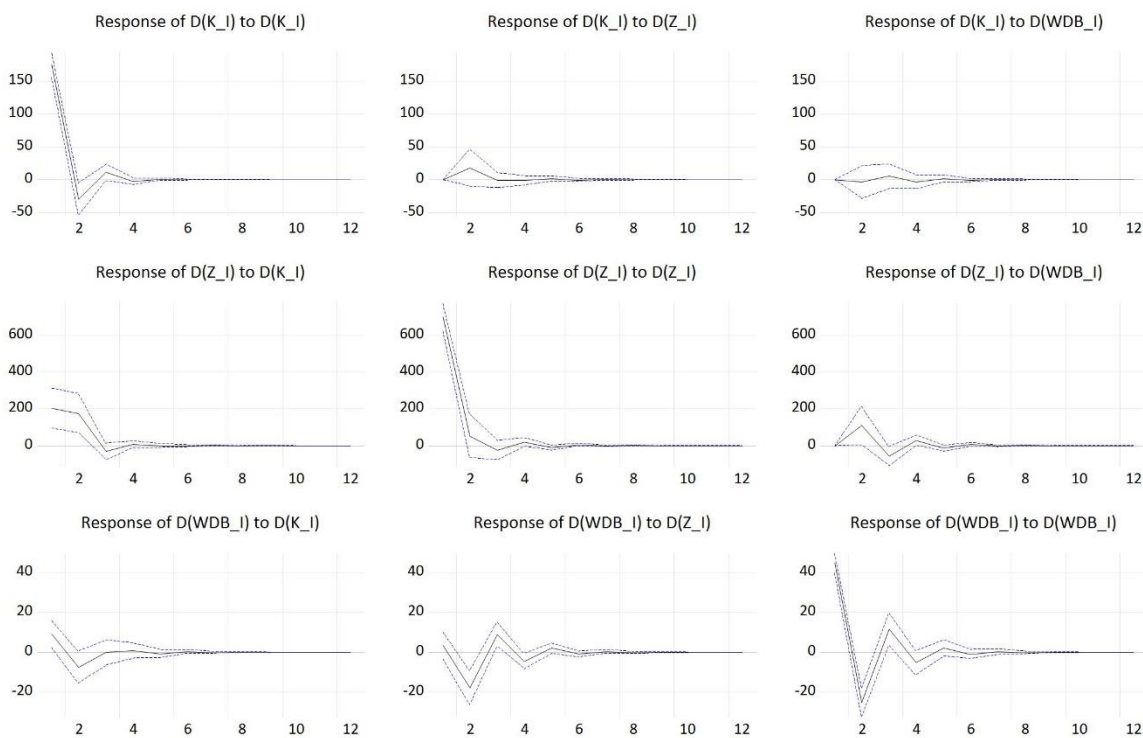 Response of D(K_I) to D(K_I)
150
100
50
0
-50
2 4 6 8 10 12
Response of D(K_I) to D(Z_I)
150
100
50
0
-50
2 4 6 8 10 12
Response of D(K_I) to D(WDB_I)
150
100
50
0
-50
2 4 6 8 10 12
Response of D(Z_I) to D(K_I)
600
400
200
0
2 4 6 8 10 12
Response of D(Z_I) to D(Z_I)
600
400
200
0
2 4 6 8 10 12
Response of D(Z_I) to D(WDB_I)
600
400
200
0
2 4 6 8 10 12
Response of D(WDB_I) to D(K_I)
40
20
0
-20
2 4 6 8 10 12
Response of D(WDB_I) to D(Z_I)
40
20
0
-20
2 4 6 8 10 12
Response of D(WDB_I) to D(WDB_I)
40
20
0
-20
2 4 6 8 10 12